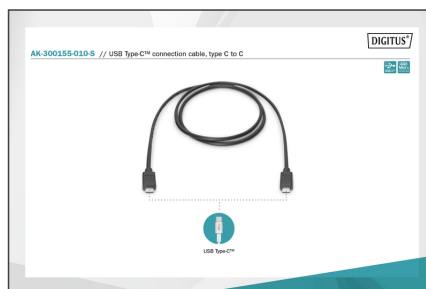 DIGITUS®
AK-300155-010-S // USB Type-C™ connection cable, type C to C
USB Type-C™